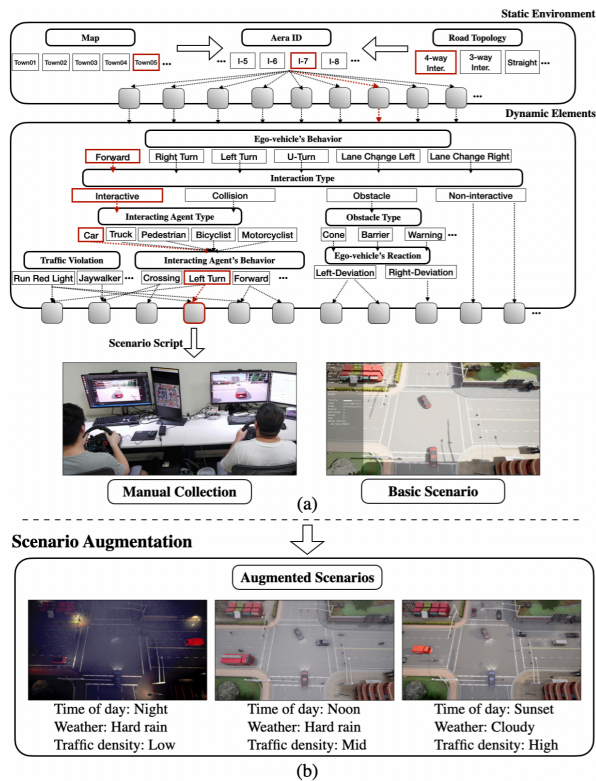 Static Environment
Map
Aera ID
Road Topology
Town01 Town02 Town03 Town04 Town05 ...
... I-5 I-6 I-7 I-8 ...
4-way Inter. 3-way Inter. Straight ...
...
Dynamic Elements
Ego-vehicle's Behavior
Forward Right Turn Left Turn U-Turn Lane Change Left Lane Change Right
Interaction Type
Interactive Collision Obstacle Non-interactive
Interacting Agent Type
Obstacle Type
Car Truck Pedestrian Bicyclist Motorcyclist
Cone Barrier Warning ...
Traffic Violation
Interacting Agent's Behavior
Ego-vehicle's Reaction
Run Red Light Jaywalker ... Crossing Left Turn Forward ...
Left-Deviation Right-Deviation
...
Scenario Script
Manual Collection
Basic Scenario
(a)
Scenario Augmentation
Augmented Scenarios
Time of day: Night
Weather: Hard rain
Traffic density: Low
Time of day: Noon
Weather: Hard rain
Traffic density: Mid
Time of day: Sunset
Weather: Cloudy
Traffic density: High
(b)